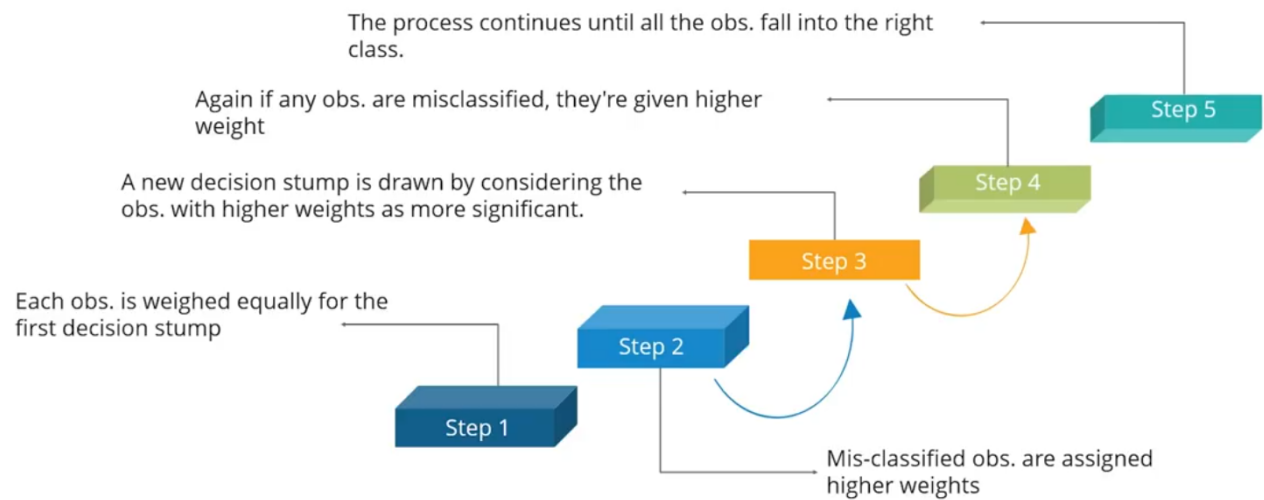 The process continues until all the obs. fall into the right
class.
Step 5
Again if any obs. are misclassified, they're given higher
weight
Step 4
A new decision stump is drawn by considering the
obs. with higher weights as more significant.
Step 3
Each obs. is weighed equally for the
first decision stump
Step 2
Step 1
Mis-classified obs. are assigned
higher weights